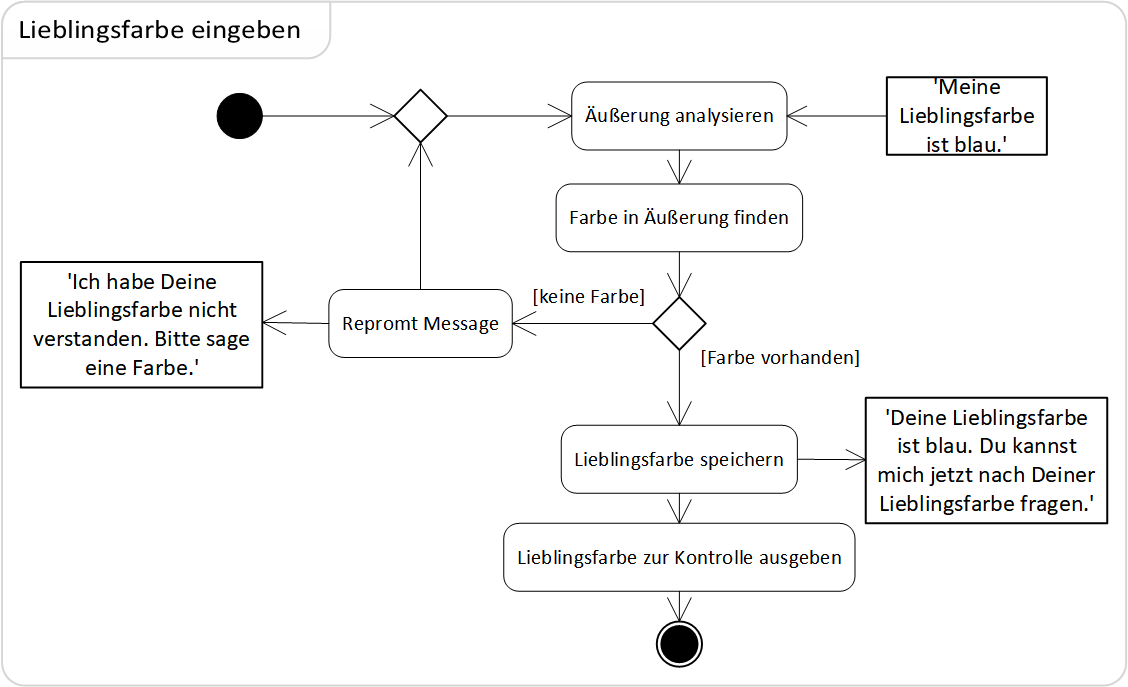 Lieblingsfarbe eingeben
'Meine
Lieblingsfarbe
ist blau.'
Äußerung analysieren
Farbe in Äußerung finden
'Ich habe Deine
Lieblingsfarbe nicht
verstanden. Bitte sage
eine Farbe.'
Repromt Message
[keine Farbe]
[Farbe vorhanden]
Lieblingsfarbe speichern
'Deine Lieblingsfarbe
ist blau. Du kannst
mich jetzt nach Deiner
Lieblingsfarbe fragen.'
Lieblingsfarbe zur Kontrolle ausgeben